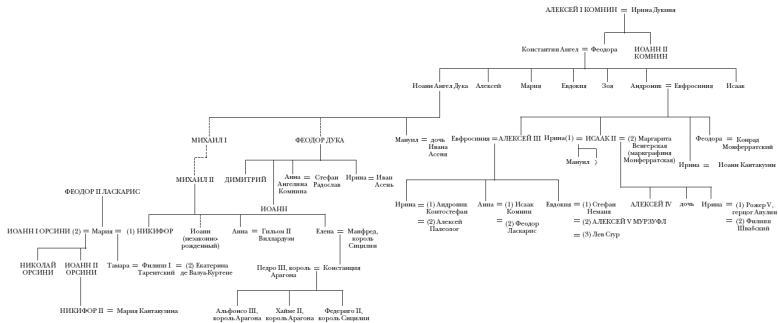 АЛЕКСЕЙ I КОМНИН = Ирина Дукиня
Константин Ангел = Феодора
ИОАНН II
КОМНИН
Иоанн Ангел Дука
Алексей
Мария
Евдокия
Зоя
Андроник = Евфросиния
Исаак
МИХАИЛ I
ФЕОДОР ДУКА
Мануил = дочь
Ивана
Асеня
Евфросиния = АЛЕКСЕЙ III
Ирина(1) = ИСААК II = (2) Маргарита
Венгерская
(маркграфиня
Монферратская)
Феодора = Конрад
Монферратский
Мануил ?
Ирина = Иоанн Кантакузин
МИХАИЛ II
ДИМИТРИЙ
Анна = Стефан
Ангелина Радослав
Комнина
Ирина = Иван
Асень
ИОАНН
ФЕОДОР II ЛАСКАРИС
Ирина = (1) Андроник
Контостефан
= (2) Алексей
Палеолог
Анна = (1) Исаак
Комнин
= (2) Феодор
Ласкарис
Евдокия = (1) Стефан
Неманя
= (2) АЛЕКСЕЙ V МУРЗУФЛ
= (3) Лев Сгур
АЛЕКСЕЙ IV
дочь
Ирина = (1) Рожер V,
герцог Апулии
= (2) Филипп
Швабский
ИОАНН I ОРСИНИ (2) = Мария = (1) НИКИФОР
Иоанн
(незаконно-
рожденный)
Анна = Гильом II
Виллардуэн
Елена = Манфред,
король
Сицилии
НИКОЛАЙ
ОРСИНИ
ИОАНН II
ОРСИНИ
Тамара = Филипп I = (2) Екатерина
Тарентский де Валуа-Куртене
Педро III, король = Констанция
Арагона
НИКИФОР II = Мария Кантакузина
Альфонсо III,
король Арагона
Хайме II,
король Арагона
Федериго II,
король Сицилии